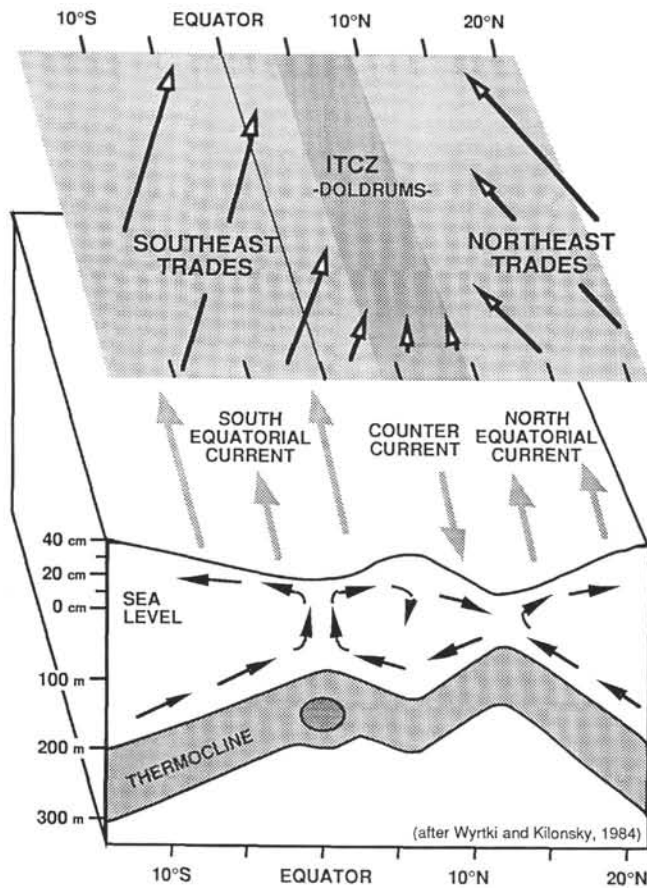 10°S EQUATOR 10°N 20°N
ITCZ
-DOLDRUMS-
SOUTHEAST
TRADES
NORTHEAST
TRADES
SOUTH
EQUATORIAL
CURRENT
COUNTER
CURRENT
NORTH
EQUATORIAL
CURRENT
40 cm
20 cm
0 cm
SEA
LEVEL
100 m
200 m
300 m
THERMOCLINE
(after Wyrtki and Kilonsky, 1984)
10°S EQUATOR 10°N 20°N